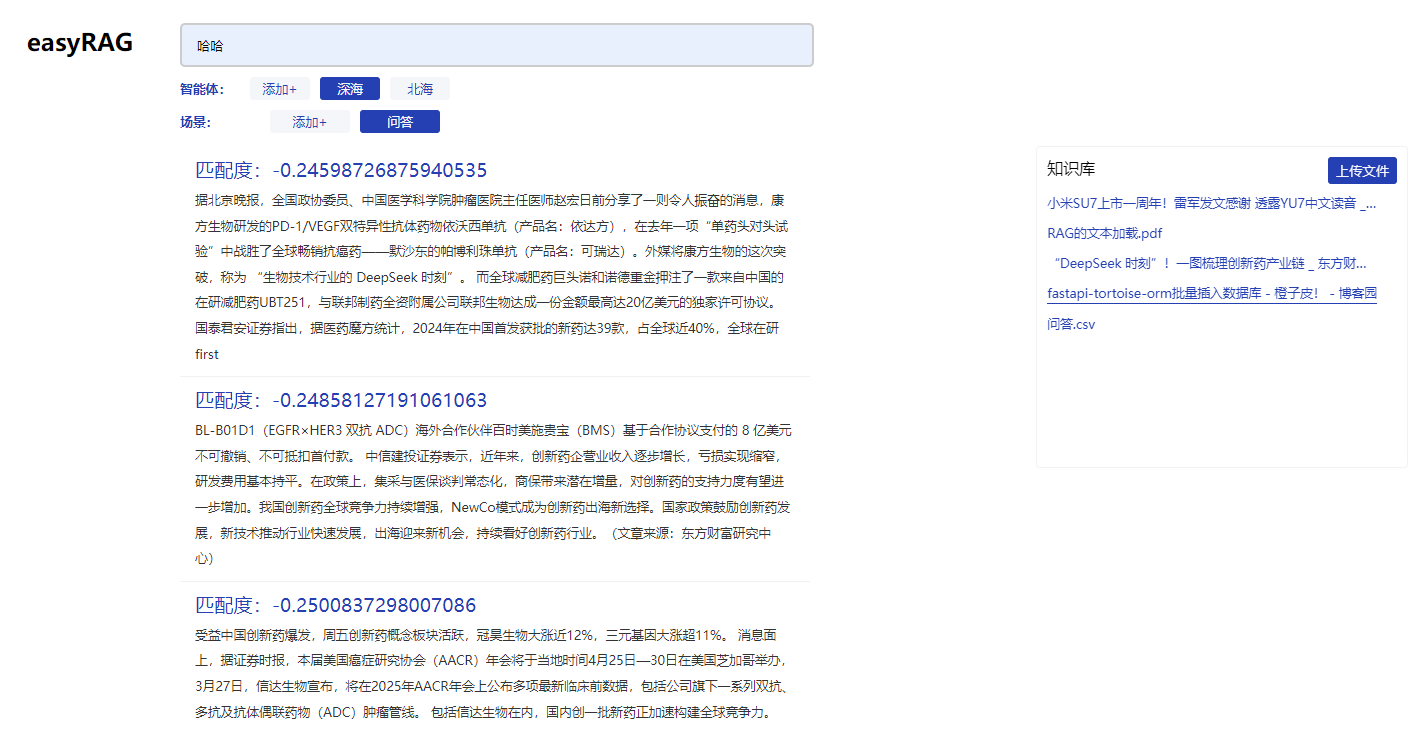 easyRAG
哈哈
智能体： 添加+ 深海 北海
场景： 添加+ 问答
匹配度：-0.24598726875940535
据北京晚报，全国政协委员、中国医学科学院肿瘤医院主任医师赵宏日前分享了一则令人振奋的消息，康
方生物研发的PD-1/VEGF双特异性抗体药物依沃西单抗（产品名：依达方），在去年一项“单药头对头试
验”中战胜了全球畅销抗癌药——默沙东的帕博利珠单抗（产品名：可瑞达）。外媒将康方生物的这次突
破，称为 “生物技术行业的 DeepSeek 时刻”。 而全球减肥药巨头诺和诺德重金押注了一款来自中国的
在研减肥药UBT251，与联邦制药全资附属公司联邦生物达成一份金额最高达20亿美元的独家许可协议。
国泰君安证券指出，据医药魔方统计，2024年在中国首发获批的新药达39款，占全球近40%，全球在研
first
匹配度：-0.24858127191061063
BL-B01D1（EGFR×HER3 双抗 ADC）海外合作伙伴百时美施贵宝（BMS）基于合作协议支付的 8 亿美元
不可撤销、不可抵扣首付款。 中信建投证券表示，近年来，创新药企营业收入逐步增长，亏损实现缩窄，
研发费用基本持平。在政策上，集采与医保谈判常态化，商保带来潜在增量，对创新药的支持力度有望进
一步增加。我国创新药全球竞争力持续增强，NewCo模式成为创新药出海新选择。国家政策鼓励创新药发
展，新技术推动行业快速发展，出海迎来新机会，持续看好创新药行业。（文章来源：东方财富研究中
心）
匹配度：-0.2500837298007086
受益中国创新药爆发，周五创新药概念板块活跃，冠昊生物大涨近12%，三元基因大涨超11%。 消息面
上，据证券时报，本届美国癌症研究协会（AACR）年会将于当地时间4月25日—30日在美国芝加哥举办，
3月27日，信达生物宣布，将在2025年AACR年会上公布多项最新临床前数据，包括公司旗下一系列双抗、
多抗及抗体偶联药物（ADC）肿瘤管线。 包括信达生物在内，国内创一批新药正加速构建全球竞争力。
知识库 上传文件
小米SU7上市一周年！雷军发文感谢 透露YU7中文读音 _...
RAG的文本加载.pdf
“DeepSeek 时刻”！一图梳理创新药产业链 _ 东方财...
fastapi-tortoise-orm批量插入数据库 - 橙子皮！ - 博客园
问答.csv